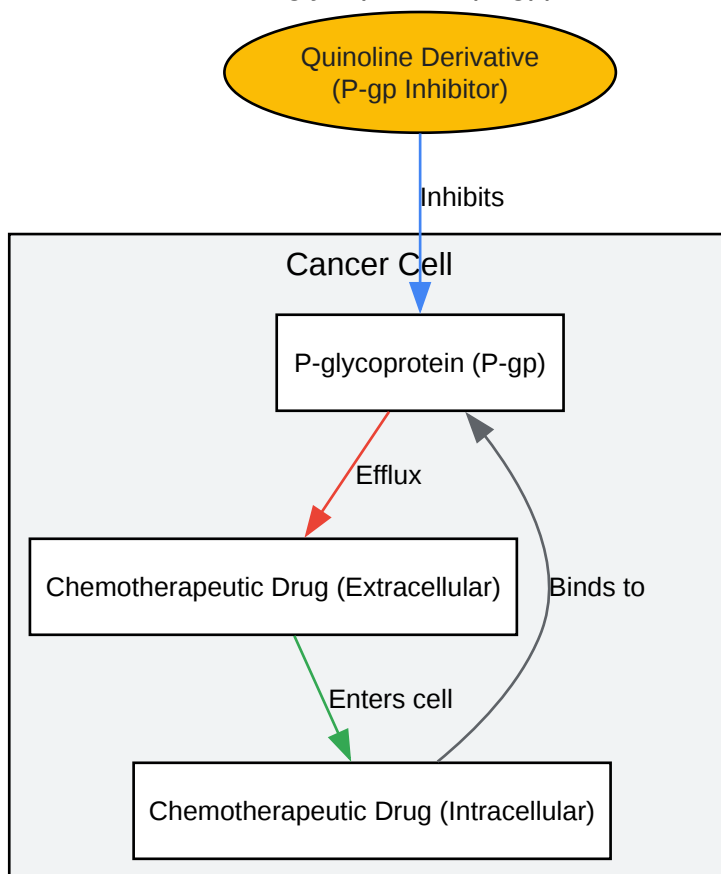 Quinoline Derivative
(P-gp Inhibitor)
Inhibits
Cancer Cell
P-glycoprotein (P-gp)
Efflux
Chemotherapeutic Drug (Extracellular)
Binds to
Enters cell
Chemotherapeutic Drug (Intracellular)